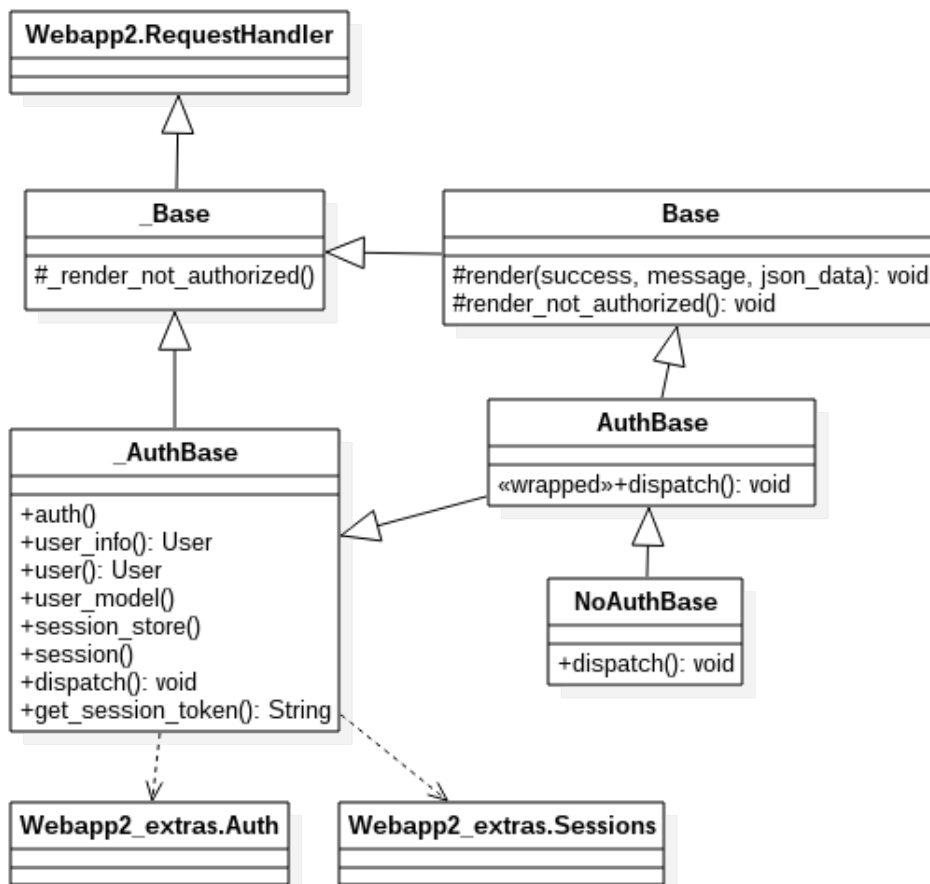 Webapp2.RequestHandler
_Base
#_render_not_authorized()
Base
#render(success, message, json_data): void
#render_not_authorized(): void
_AuthBase
+auth()
+user_info(): User
+user(): User
+user_model()
+session_store()
+session()
+dispatch(): void
+get_session_token(): String
AuthBase
«wrapped»+dispatch(): void
NoAuthBase
+dispatch(): void
Webapp2_extras.Auth
Webapp2_extras.Sessions